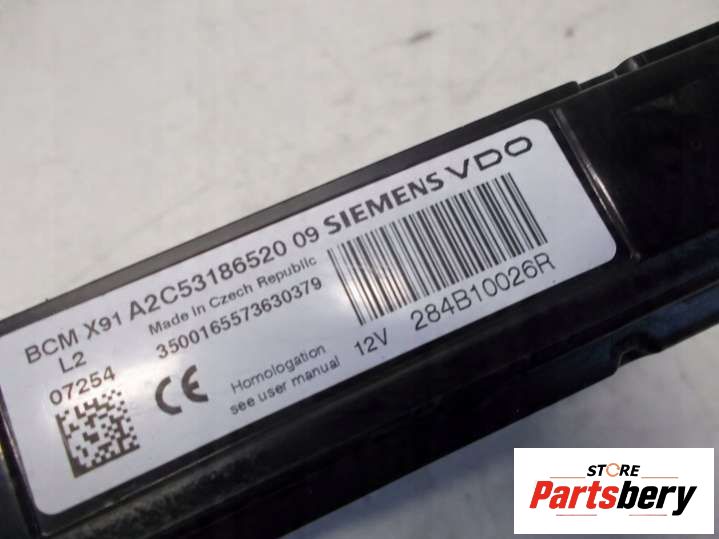 BCM X91 A2C53186520 09 SIEMENS VDO
L2 Made in Czech Republic
07254 3500165573630379
CE
Homologation
see user manual
12V 284B10026R
STORE
Partsbery